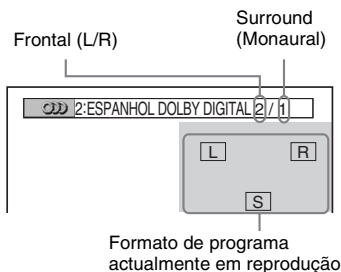 Surround
(Monaural)
Frontal (L/R)
2:ESPANHOL DOLBY DIGITAL 2 / 1
L R
S
Formato de programa
actualmente em reprodução